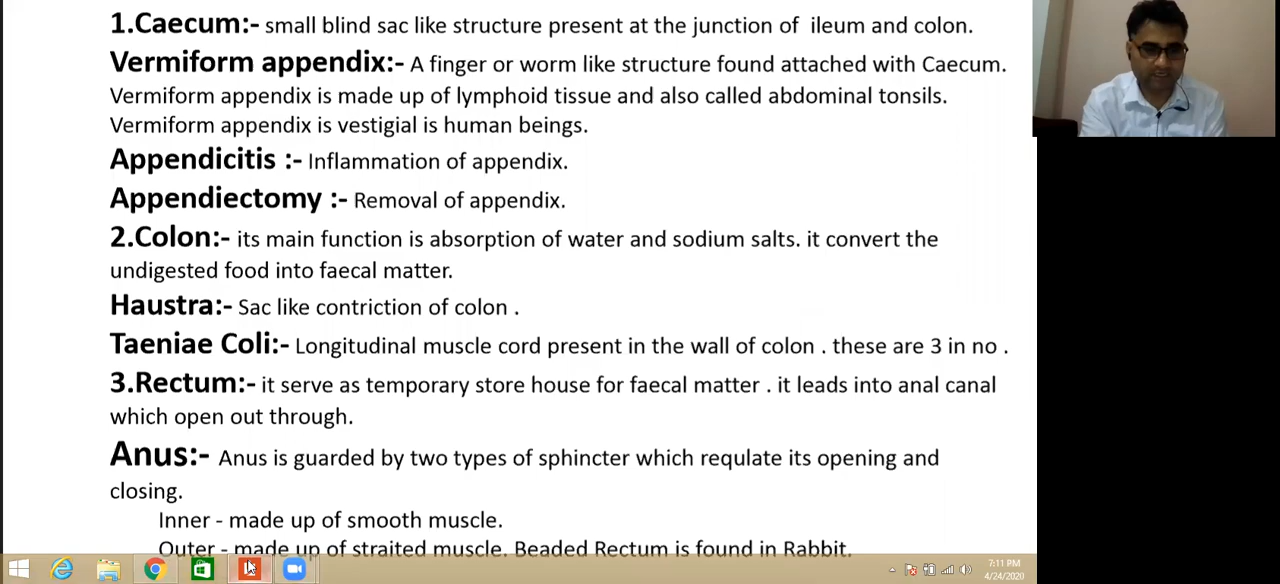 1.Caecum:- small blind sac like structure present at the junction of ileum and colon.
Vermiform appendix:- A finger or worm like structure found attached with Caecum.
Vermiform appendix is made up of lymphoid tissue and also called abdominal tonsils.
Vermiform appendix is vestigial is human beings.
Appendicitis :- Inflammation of appendix.
Appendiectomy :- Removal of appendix.
2.Colon:- its main function is absorption of water and sodium salts. it convert the
undigested food into faecal matter.
Haustra:- Sac like contriction of colon .
Taeniae Coli:- Longitudinal muscle cord present in the wall of colon . these are 3 in no .
3.Rectum:- it serve as temporary store house for faecal matter . it leads into anal canal
which open out through.
Anus:- Anus is guarded by two types of sphincter which requlate its opening and
closing.
Inner - made up of smooth muscle.
Outer - made up of straited muscle. Beaded Rectum is found in Rabbit.
7:11 PM
4/24/2020